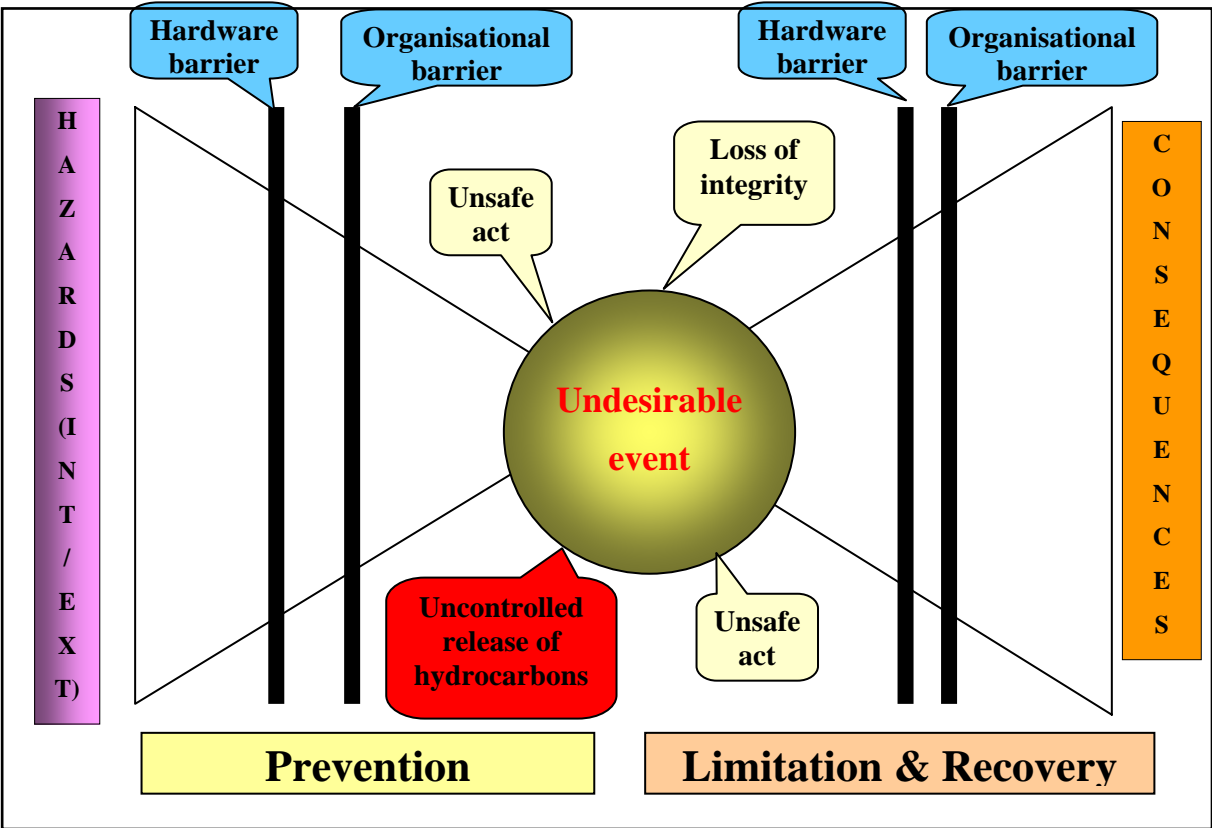 Hardware
barrier
Organisational
barrier
Hardware
barrier
Organisational
barrier
H
A
Z
A
R
D
S
(I
N
T
/
E
X
T)
Unsafe
act
Loss of
integrity
Undesirable
event
Uncontrolled
release of
hydrocarbons
Unsafe
act
C
O
N
S
E
Q
U
E
N
C
E
S
Prevention
Limitation & Recovery